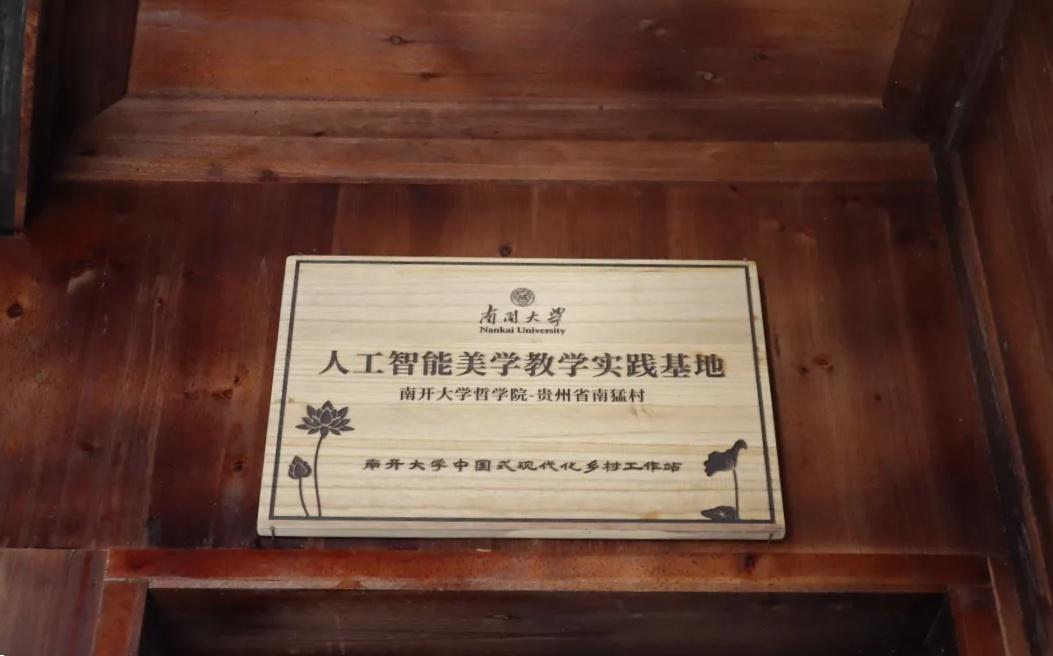 南開大學
Nankai University
人工智能美学教学实践基地
南开大学哲学院-贵州省南猛村
南开大学中国式现代化乡村工作站